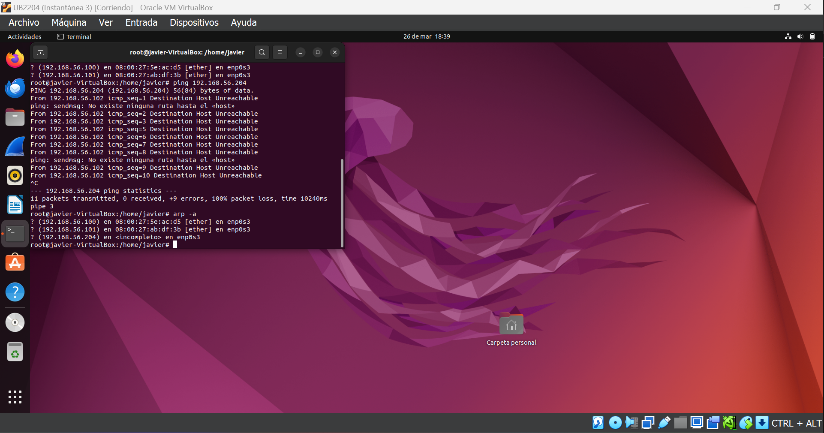 UB2204 (Instantánea 3) [Corriendo] - Oracle VM VirtualBox
Archivo Máquina Ver Entrada Dispositivos Ayuda
Actividades Terminal 26 de mar 18:39
root@javier-VirtualBox: /home/javier
? (192.168.56.100) en 08:00:27:5e:ac:d5 [ether] en enp0s3
? (192.168.56.101) en 08:00:27:ab:df:3b [ether] en enp0s3
root@javier-VirtualBox:/home/javier# ping 192.168.56.204
PING 192.168.56.204 (192.168.56.204) 56(84) bytes of data.
From 192.168.56.102 icmp_seq=1 Destination Host Unreachable
ping: sendmsg: No existe ninguna ruta hasta el «host»
From 192.168.56.102 icmp_seq=2 Destination Host Unreachable
From 192.168.56.102 icmp_seq=3 Destination Host Unreachable
From 192.168.56.102 icmp_seq=5 Destination Host Unreachable
From 192.168.56.102 icmp_seq=6 Destination Host Unreachable
From 192.168.56.102 icmp_seq=7 Destination Host Unreachable
From 192.168.56.102 icmp_seq=8 Destination Host Unreachable
ping: sendmsg: No existe ninguna ruta hasta el «host»
From 192.168.56.102 icmp_seq=9 Destination Host Unreachable
From 192.168.56.102 icmp_seq=10 Destination Host Unreachable
^C
--- 192.168.56.204 ping statistics ---
11 packets transmitted, 0 received, +9 errors, 100% packet loss, time 10240ms
pipe 3
root@javier-VirtualBox:/home/javier# arp -a
? (192.168.56.100) en 08:00:27:5e:ac:d5 [ether] en enp0s3
? (192.168.56.101) en 08:00:27:ab:df:3b [ether] en enp0s3
? (192.168.56.204) en <incompleto> en enp0s3
root@javier-VirtualBox:/home/javier#
Carpeta personal
CTRL + ALT